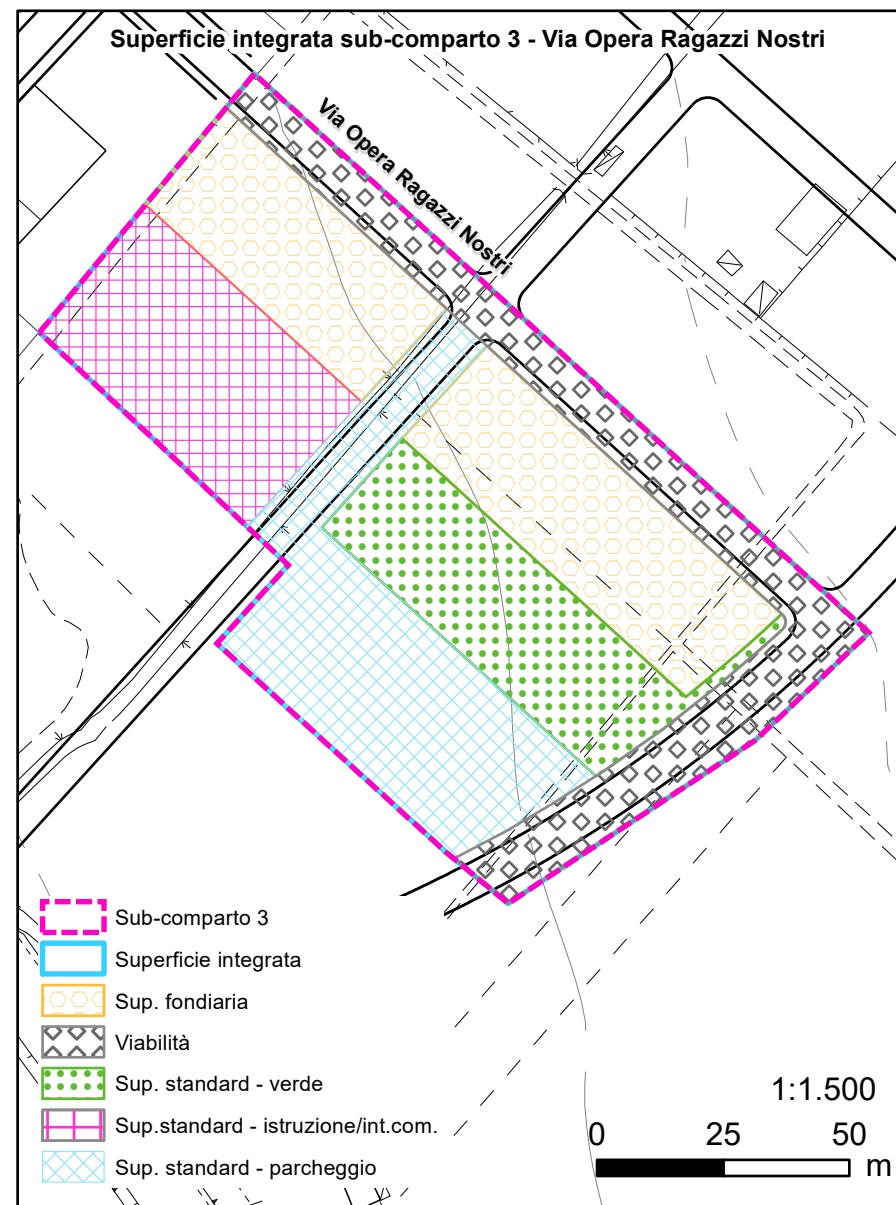 Superficie integrata sub-comparto 3 - Via Opera Ragazzi Nostri
Via Opera Ragazzi Nostri
Sub-comparto 3
Superficie integrata
Sup. fondiaria
Viabilità
Sup. standard - verde
Sup.standard - istruzione/int.com.
Sup. standard - parcheggio
1:1.500
0 25 50
m